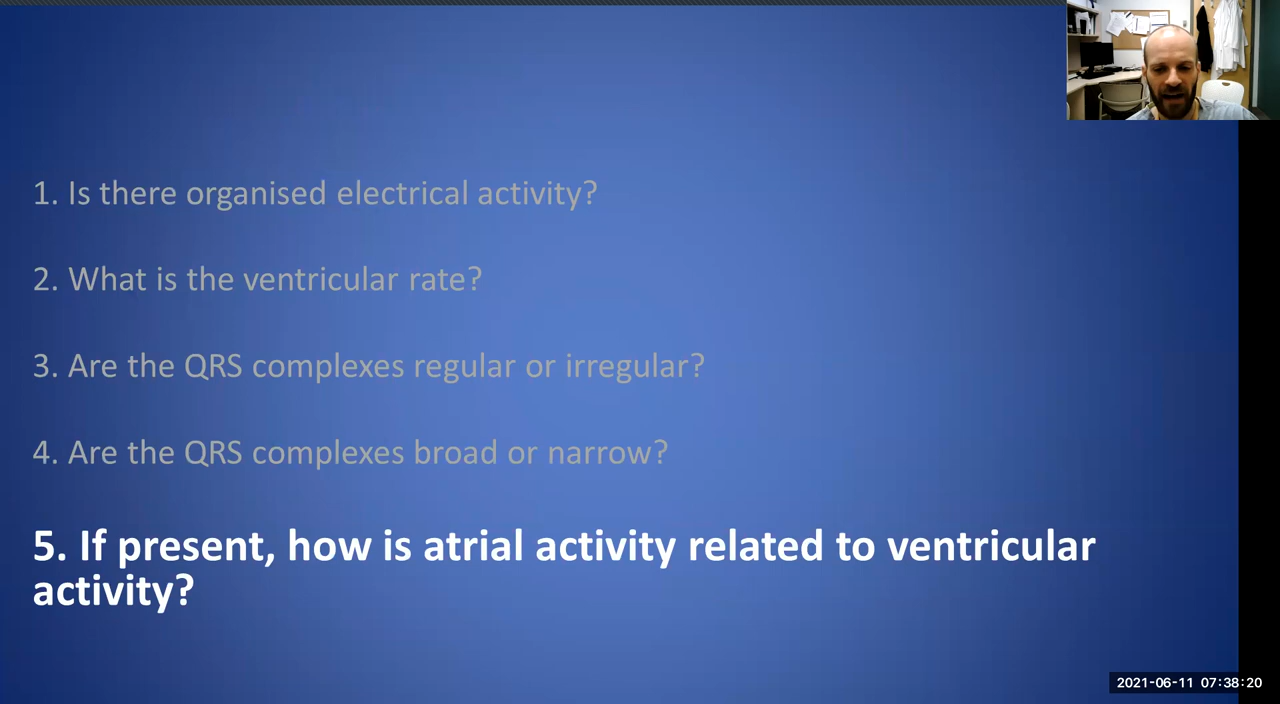 1. Is there organised electrical activity?
2. What is the ventricular rate?
3. Are the QRS complexes regular or irregular?
4. Are the QRS complexes broad or narrow?
5. If present, how is atrial activity related to ventricular
activity?
2021-06-11 07:38:20